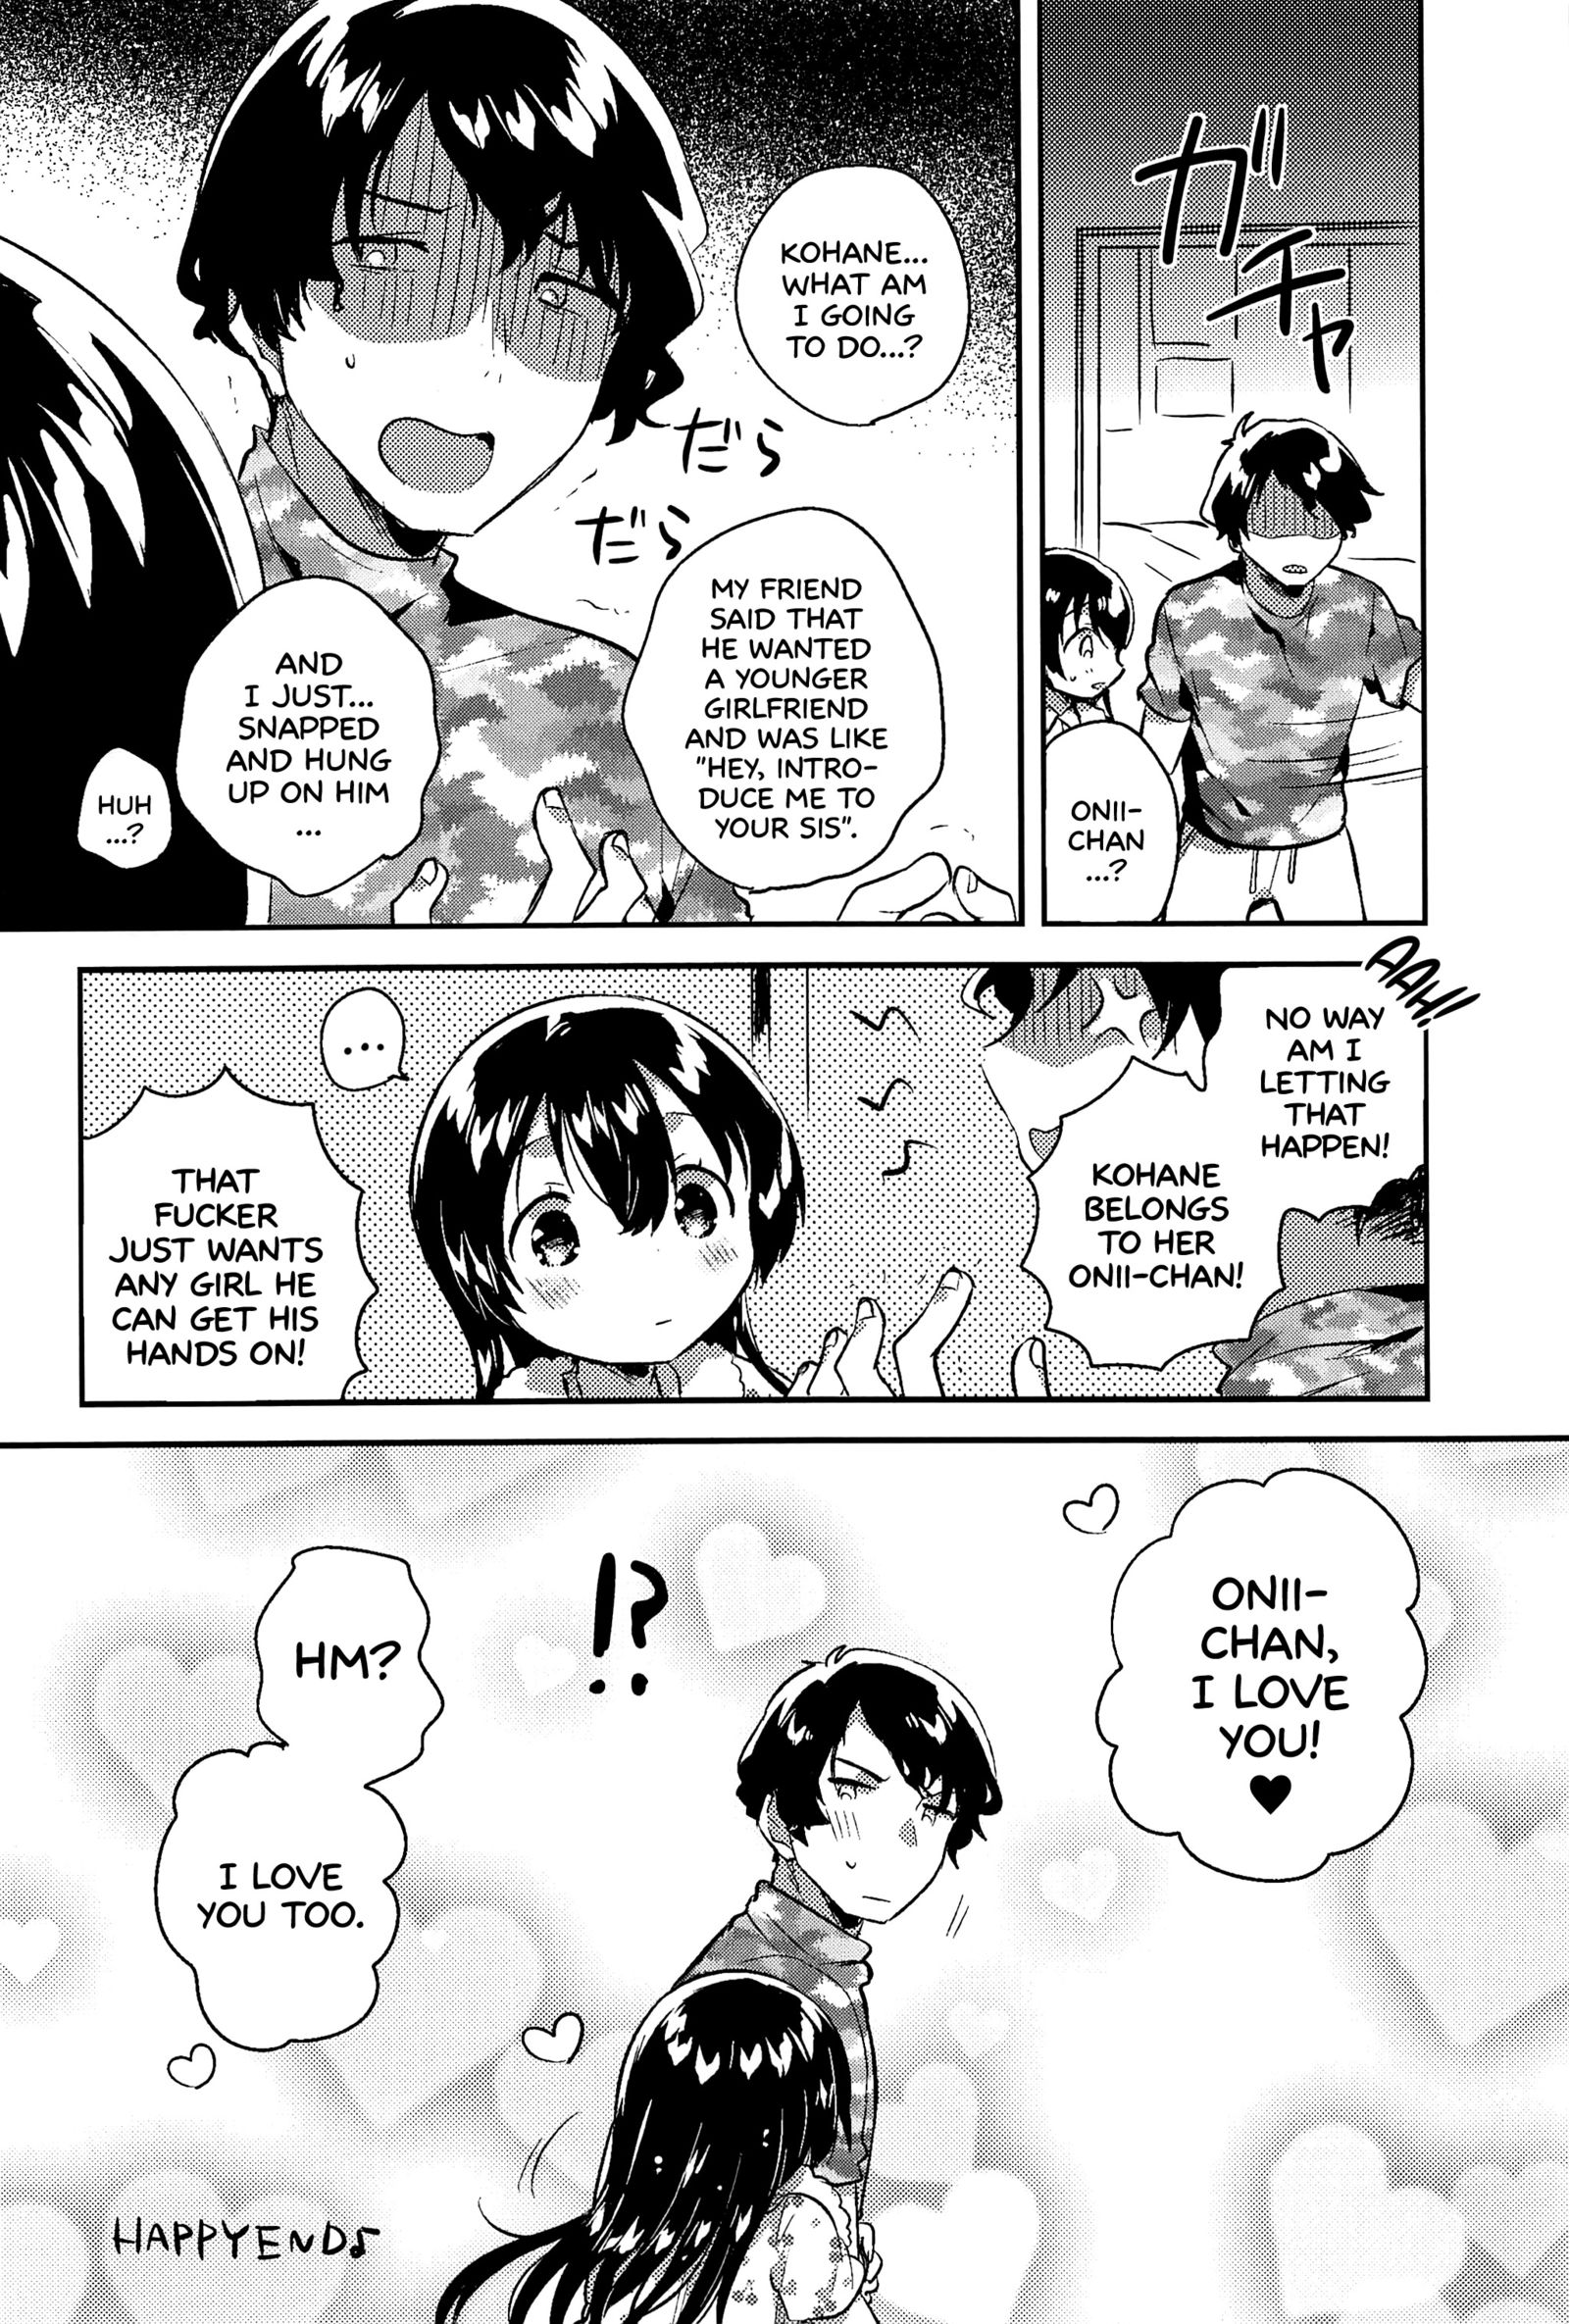 ガチャ
ONII-
CHAN
...?
KOHANE...
WHAT AM
I GOING
TO DO...?
だら
だら
MY FRIEND
SAID THAT
HE WANTED
A YOUNGER
GIRLFRIEND
AND WAS LIKE
"HEY, INTRO-
DUCE ME TO
YOUR SIS".
AND
I JUST...
SNAPPED
AND HUNG
UP ON HIM
...
HUH
...?
AAH!
NO WAY
AM I
LETTING
THAT
HAPPEN!
KOHANE
BELONGS
TO HER
ONII-CHAN!
...
THAT
FUCKER
JUST WANTS
ANY GIRL HE
CAN GET HIS
HANDS ON!
ONII-
CHAN,
I LOVE
YOU!
♥
!?
HM?
I LOVE
YOU TOO.
HAPPYEND♪